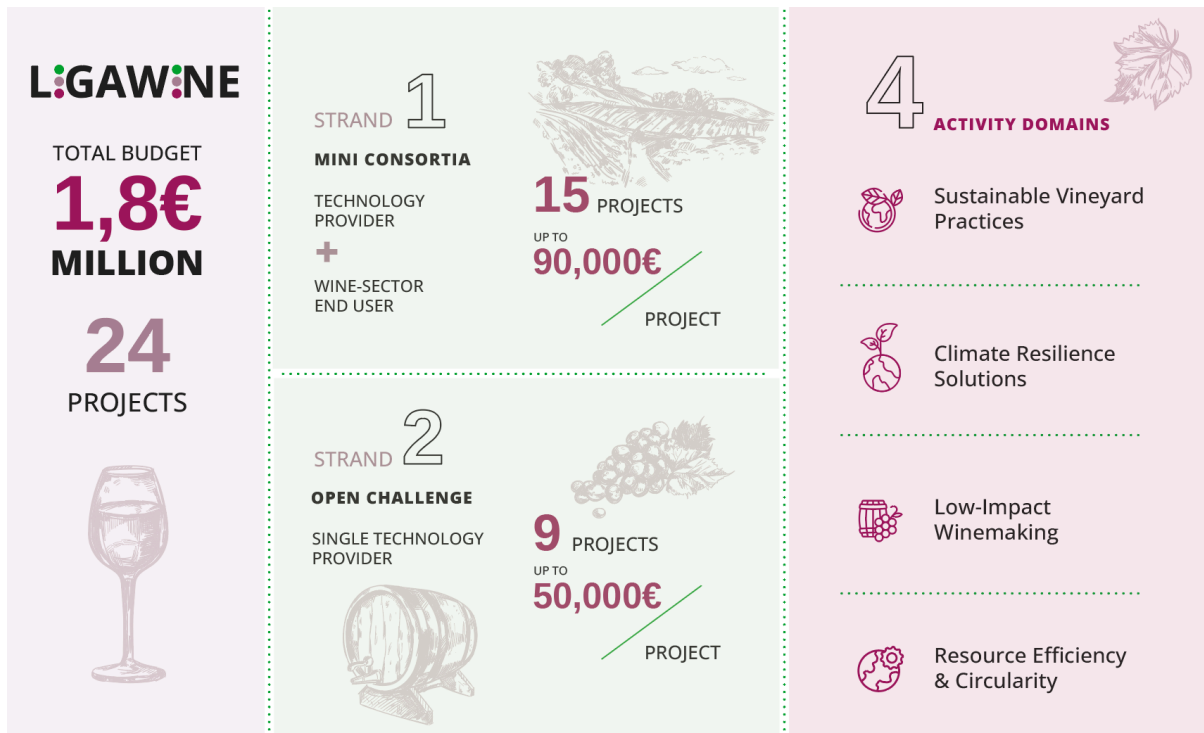 LIGAWINE
TOTAL BUDGET
1,8€
MILLION
24
PROJECTS
STRAND 1
MINI CONSORTIA
TECHNOLOGY
PROVIDER
+
WINE-SECTOR
END USER
15 PROJECTS
UP TO
90,000€
PROJECT
STRAND 2
OPEN CHALLENGE
SINGLE TECHNOLOGY
PROVIDER
9 PROJECTS
UP TO
50,000€
PROJECT
4 ACTIVITY DOMAINS
Sustainable Vineyard
Practices
Climate Resilience
Solutions
Low-Impact
Winemaking
Resource Efficiency
& Circularity